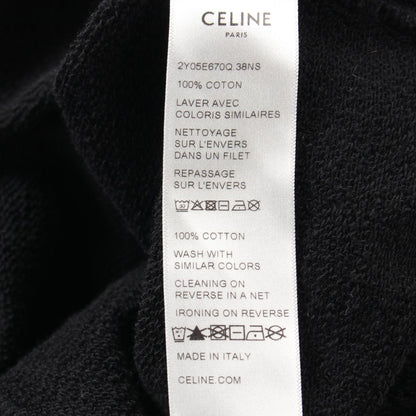 CELINE
PARIS
2Y05E670Q.38NS
100% COTON
LAVER AVEC
COLORIS SIMILAIRES
NETTOYAGE
SUR L'ENVERS
DANS UN FILET
REPASSAGE
SUR L'ENVERS
100% COTTON
WASH WITH
SIMILAR COLORS
CLEANING ON
REVERSE IN A NET
IRONING ON REVERSE
MADE IN ITALY
CELINE.COM